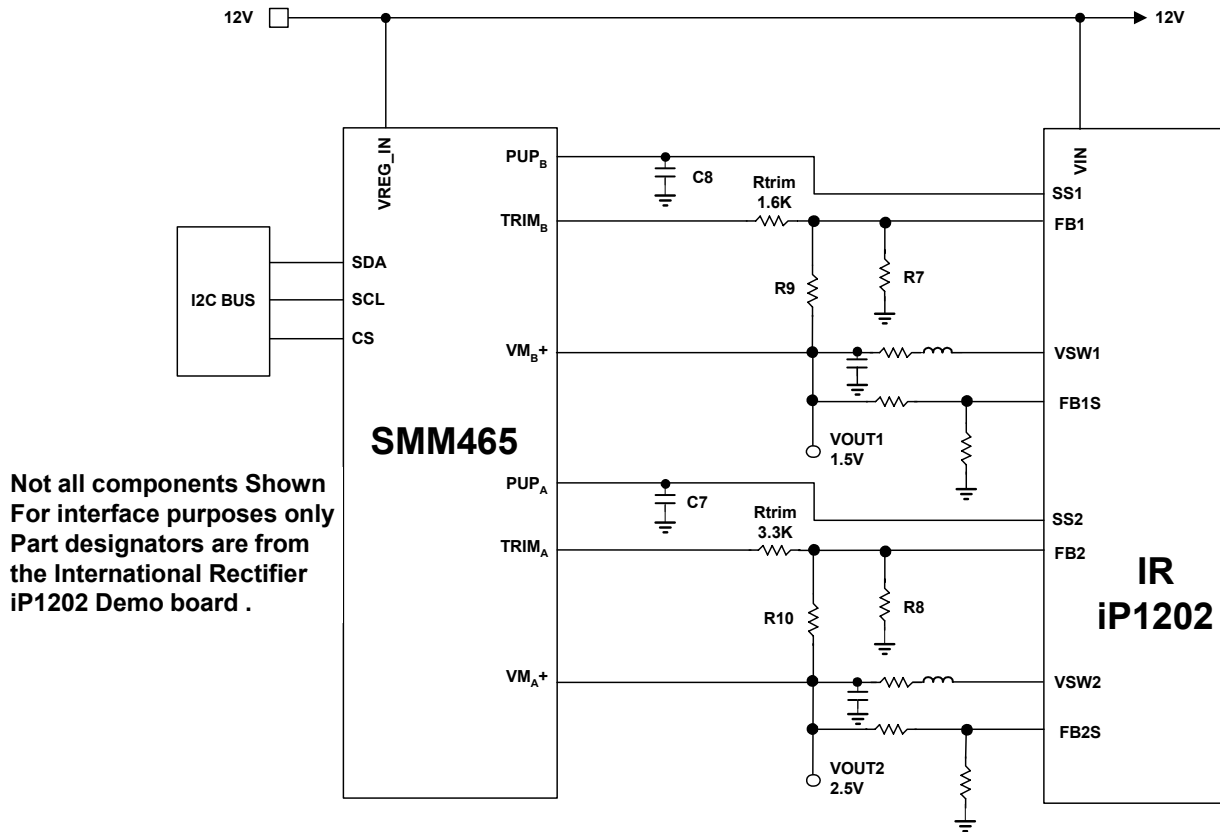 12V
12V
VREG_IN
VIN
PUPB
C8
Rtrim
1.6K
SS1
TRIMB
FB1
I2C BUS
SDA
SCL
CS
R9
R7
VMB+
VSW1
FB1S
SMM465
VOUT1
1.5V
Not all components Shown
For interface purposes only
Part designators are from
the International Rectifier
iP1202 Demo board .
PUPA
C7
Rtrim
3.3K
SS2
TRIMA
FB2
IR
iP1202
R10
R8
VMA+
VSW2
FB2S
VOUT2
2.5V